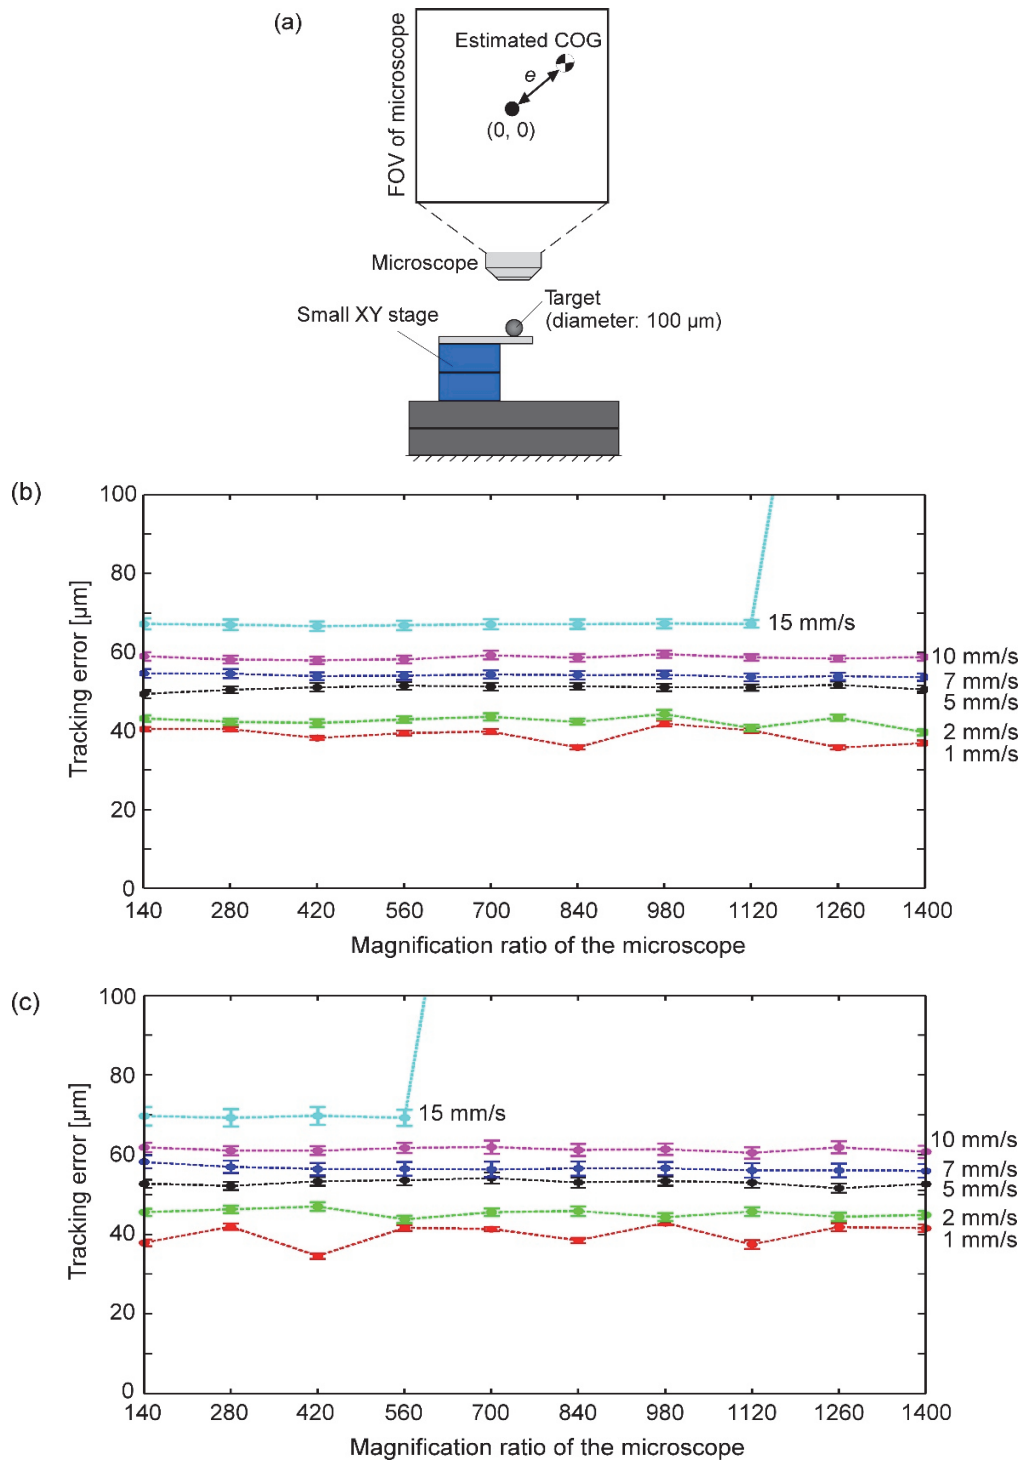 (a)
FOV of microscope
Estimated COG
e
(0, 0)
Microscope
Target
(diameter: 100 µm)
Small XY stage
(b)
Tracking error [µm]
100
80
60
40
20
0
15 mm/s
10 mm/s
7 mm/s
5 mm/s
2 mm/s
1 mm/s
140 280 420 560 700 840 980 1120 1260 1400
Magnification ratio of the microscope
(c)
Tracking error [µm]
100
80
60
40
20
0
15 mm/s
10 mm/s
7 mm/s
5 mm/s
2 mm/s
1 mm/s
140 280 420 560 700 840 980 1120 1260 1400
Magnification ratio of the microscope